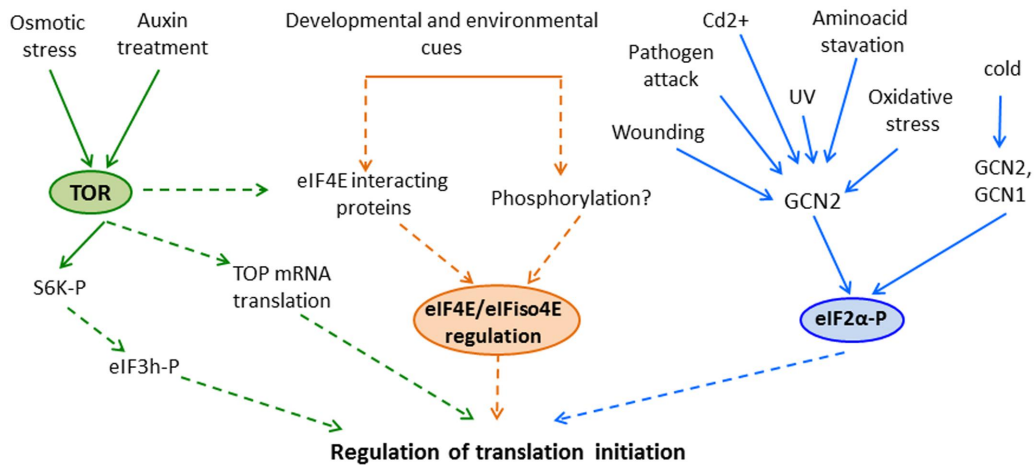 Osmotic
stress
Auxin
treatment
Developmental and environmental
cues
Cd2+
Aminoacid
stavation
Pathogen
attack
cold
UV
Oxidative
stress
Wounding
TOR
eIF4E interacting
proteins
Phosphorylation?
GCN2
GCN2,
GCN1
S6K-P
TOP mRNA
translation
eIF4E/eIFiso4E
regulation
eIF2α-P
eIF3h-P
Regulation of translation initiation